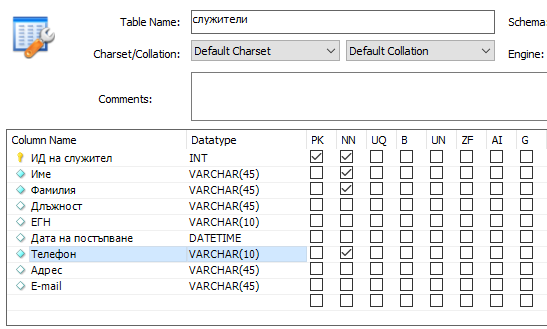 Table Name: служители Schema:
Charset/Collation: Default Charset Default Collation Engine:
Comments:
Column Name Datatype PK NN UQ B UN ZF AI G
ИД на служител INT
Име VARCHAR(45)
Фамилия VARCHAR(45)
Длъжност VARCHAR(45)
ЕГН VARCHAR(10)
Дата на постъпване DATETIME
Телефон VARCHAR(10)
Адрес VARCHAR(45)
E-mail VARCHAR(45)